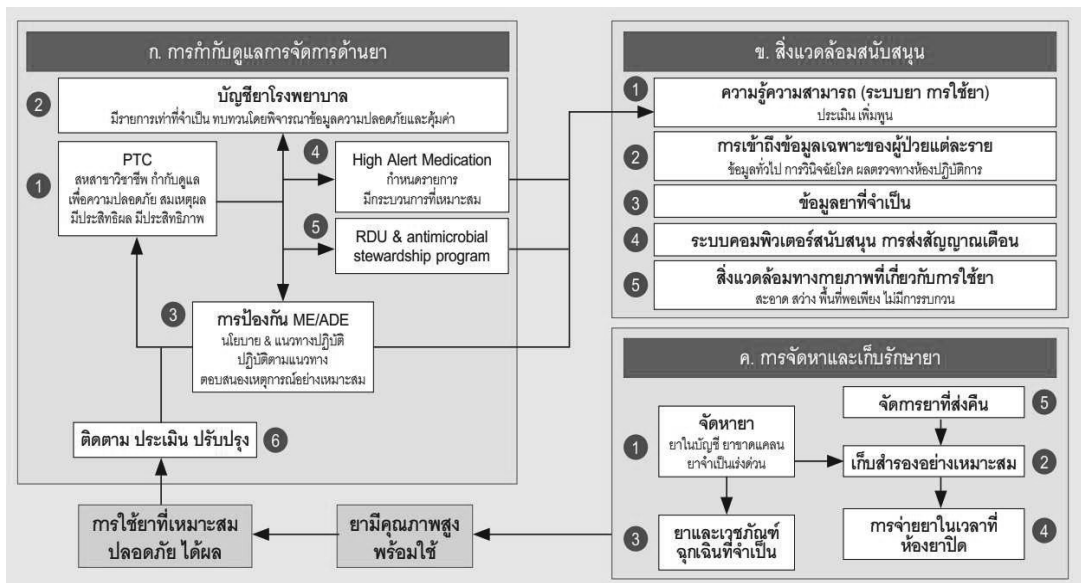 ก. การกำกับดูแลการจัดการด้านยา
2
บัญชียาโรงพยาบาล
มีรายการเท่าที่จำเป็น ทบทวนโดยพิจารณาข้อมูลความปลอดภัยและคุ้มค่า
1
PTC
สหสาขาวิชาชีพ กำกับดูแล
เพื่อความปลอดภัย สมเหตุผล
มีประสิทธิผล มีประสิทธิภาพ
4
High Alert Medication
กำหนดรายการ
มีกระบวนการที่เหมาะสม
5
RDU & antimicrobial
stewardship program
3
การป้องกัน ME/ADE
นโยบาย & แนวทางปฏิบัติ
ปฏิบัติตามแนวทาง
ตอบสนองเหตุการณ์อย่างเหมาะสม
ติดตาม ประเมิน ปรับปรุง
6
การใช้ยาที่เหมาะสม
ปลอดภัย ได้ผล
ยามีคุณภาพสูง
พร้อมใช้
ข. สิ่งแวดล้อมสนับสนุน
1
ความรู้ความสามารถ (ระบบยา การใช้ยา)
ประเมิน เพิ่มพูน
2
การเข้าถึงข้อมูลเฉพาะของผู้ป่วยแต่ละราย
ข้อมูลทั่วไป การวินิจฉัยโรค ผลตรวจทางห้องปฏิบัติการ
3
ข้อมูลยาที่จำเป็น
4
ระบบคอมพิวเตอร์สนับสนุน การส่งสัญญาณเตือน
5
สิ่งแวดล้อมทางกายภาพที่เกี่ยวกับการใช้ยา
สะอาด สว่าง พื้นที่พอเพียง ไม่มีการรบกวน
ค. การจัดหาและเก็บรักษายา
1
จัดหายา
ยาในบัญชี ยาขาดแคลน
ยาจำเป็นเร่งด่วน
จัดการยาที่ส่งคืน
5
เก็บสำรองอย่างเหมาะสม
2
3
ยาและเวชภัณฑ์
ฉุกเฉินที่จำเป็น
การจ่ายยาในเวลาที่
ห้องยาปิด
4